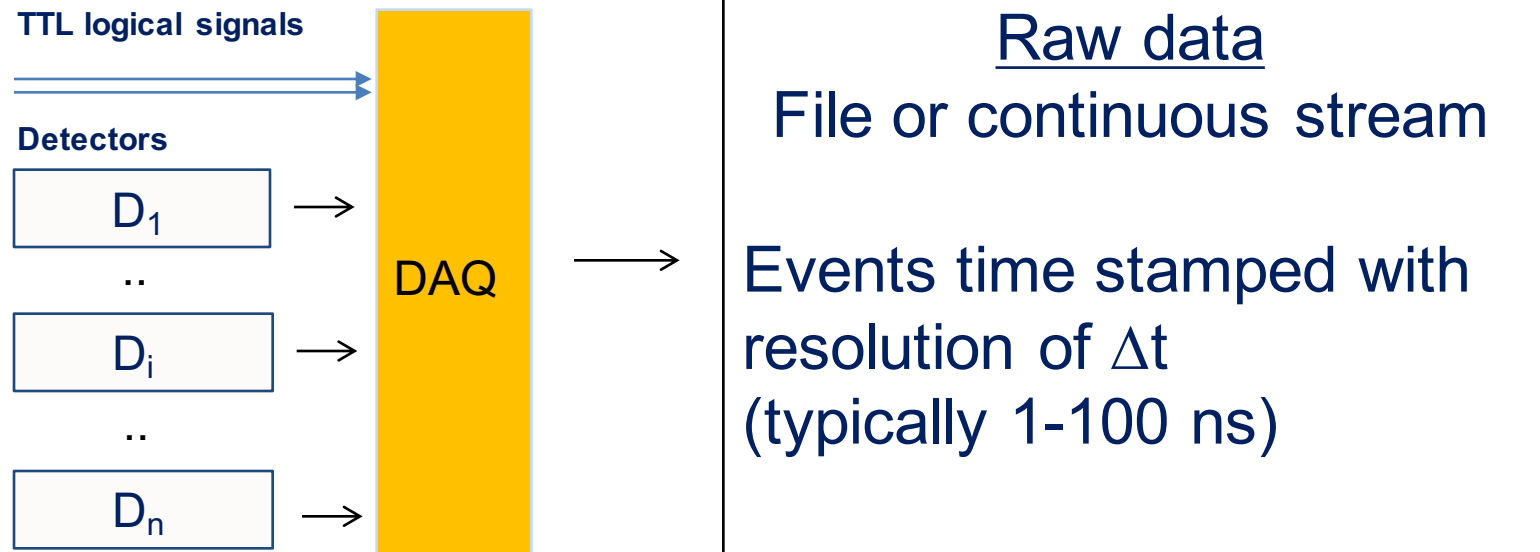 TTL logical signals
Detectors
D₁
..
Dᵢ
..
Dₙ
DAQ
Raw data
File or continuous stream
Events time stamped with
resolution of Δt
(typically 1-100 ns)